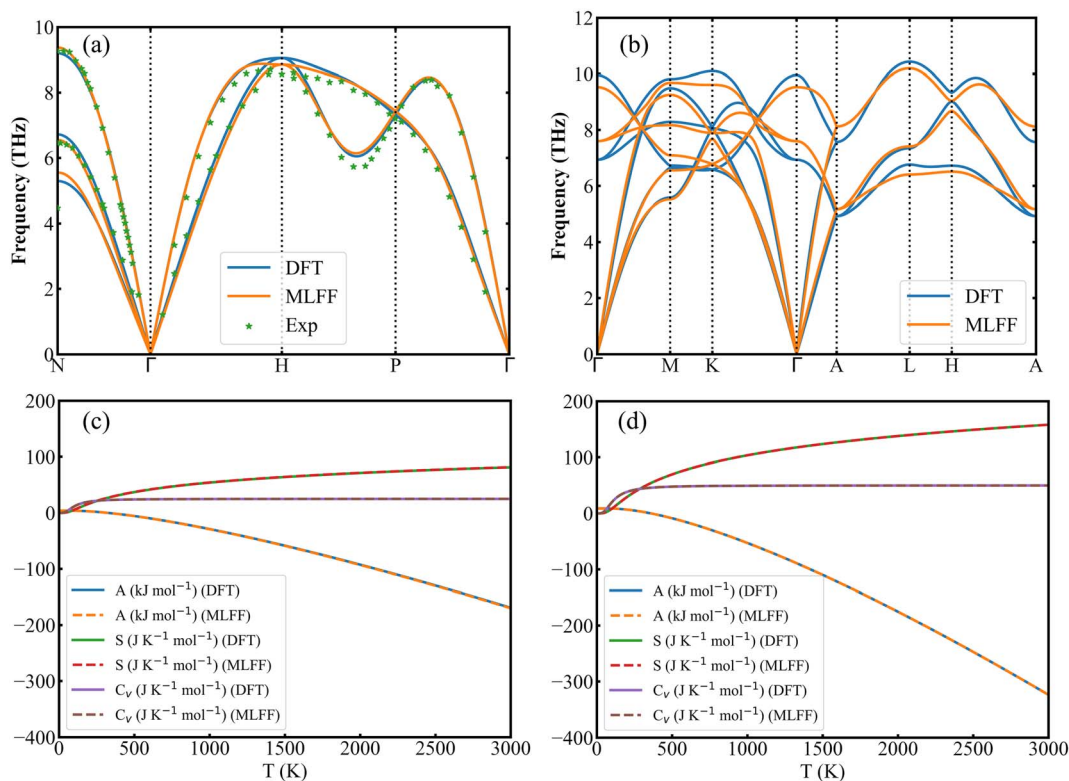 (a)
10
8
6
4
2
0
Frequency (THz)
DFT
MLFF
Exp
N Γ H P Γ
(b)
12
10
8
6
4
2
0
Frequency (THz)
DFT
MLFF
Γ M K Γ A L H A
(c)
200
100
0
−100
−200
−300
−400
A (kJ mol⁻¹) (DFT)
A (kJ mol⁻¹) (MLFF)
S (J K⁻¹ mol⁻¹) (DFT)
S (J K⁻¹ mol⁻¹) (MLFF)
Cᵥ (J K⁻¹ mol⁻¹) (DFT)
Cᵥ (J K⁻¹ mol⁻¹) (MLFF)
0 500 1000 1500 2000 2500 3000
T (K)
(d)
200
100
0
−100
−200
−300
−400
A (kJ mol⁻¹) (DFT)
A (kJ mol⁻¹) (MLFF)
S (J K⁻¹ mol⁻¹) (DFT)
S (J K⁻¹ mol⁻¹) (MLFF)
Cᵥ (J K⁻¹ mol⁻¹) (DFT)
Cᵥ (J K⁻¹ mol⁻¹) (MLFF)
0 500 1000 1500 2000 2500 3000
T (K)